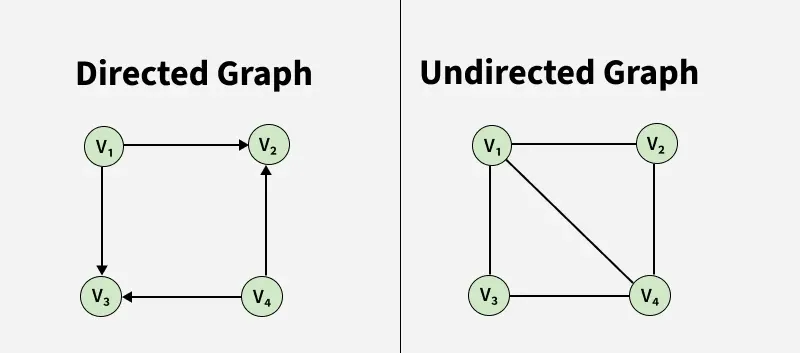 Directed Graph
V₁
V₂
V₃
V₄
Undirected Graph
V₁
V₂
V₃
V₄